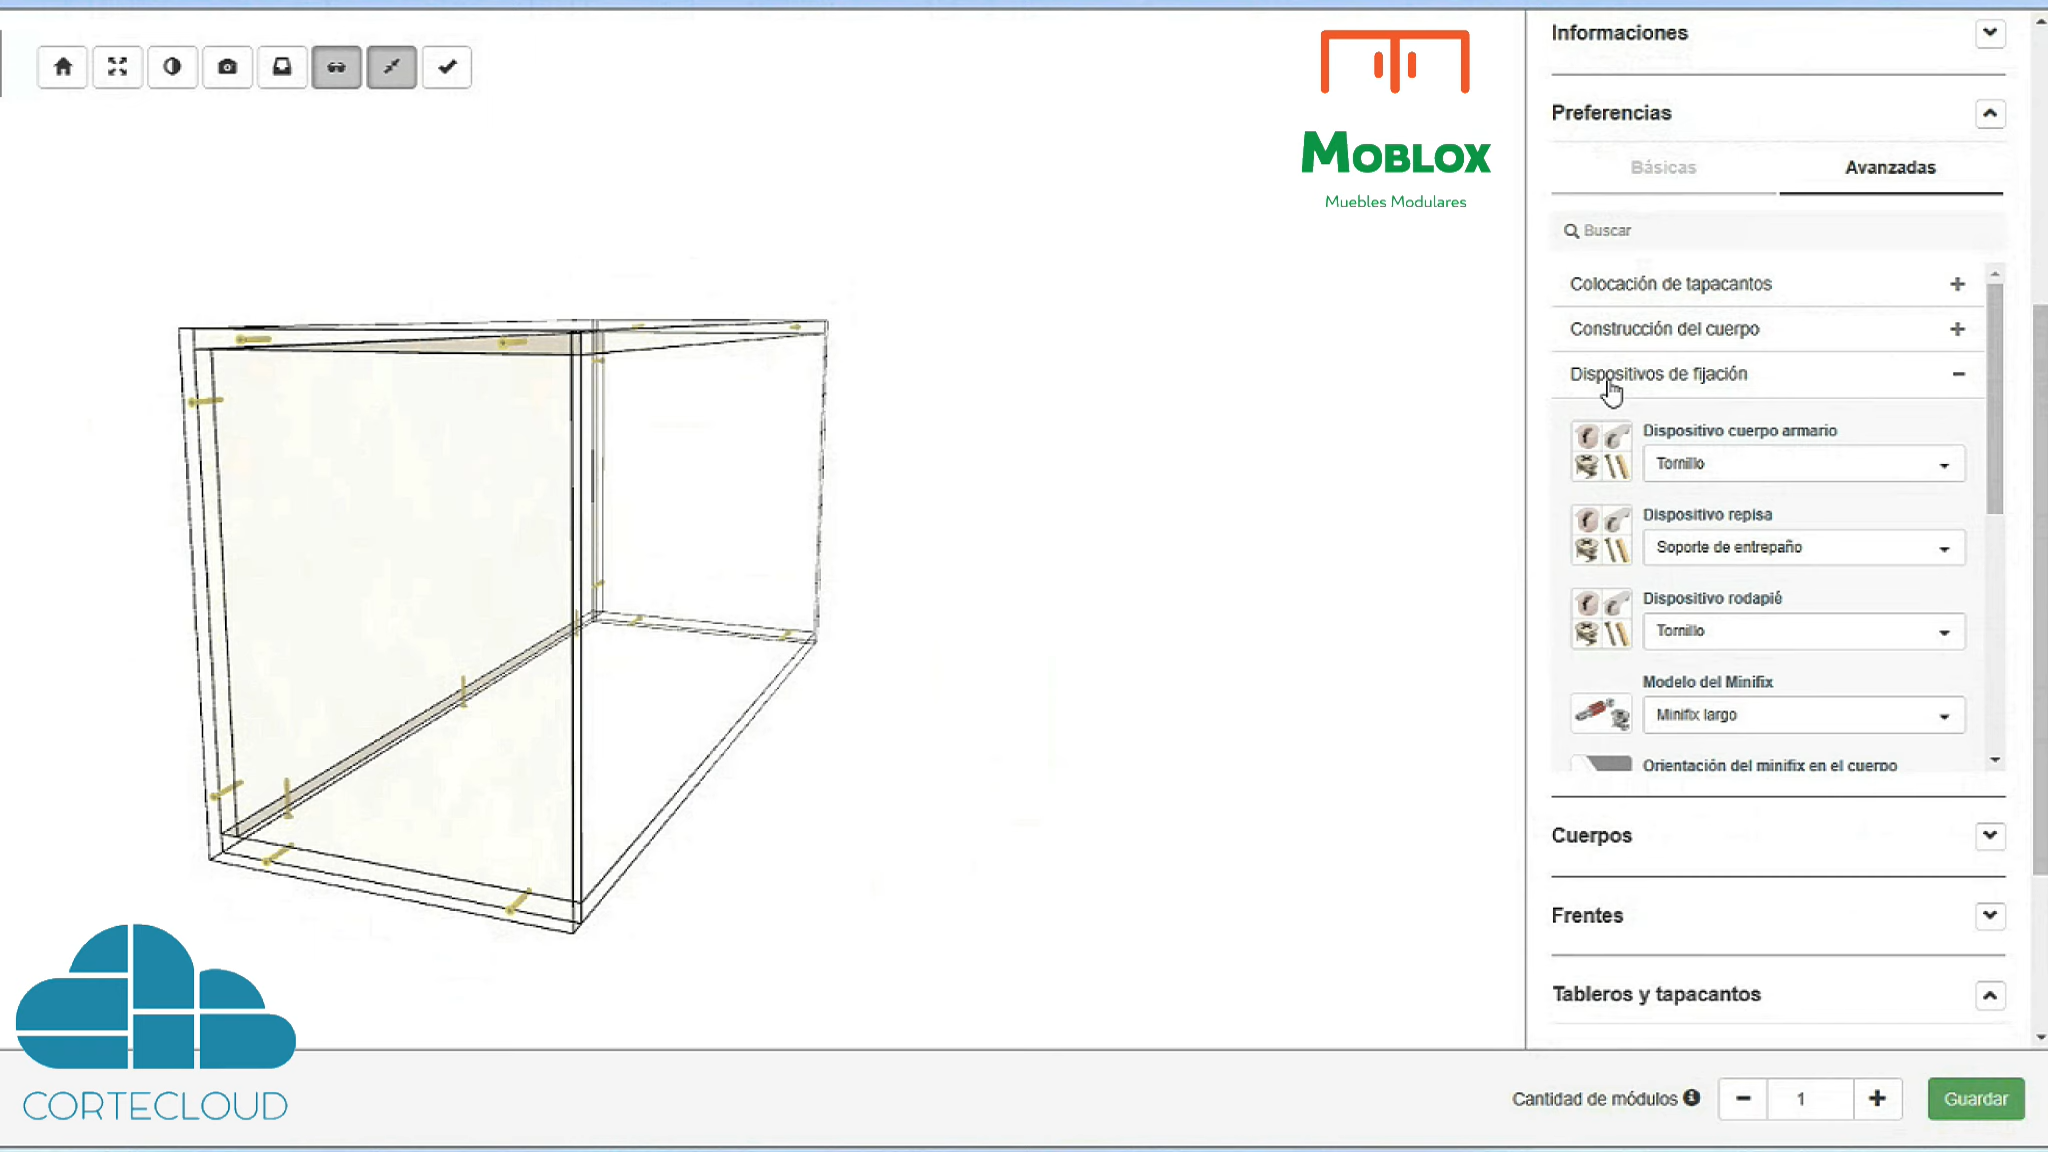 MOBLOX
Muebles Modulares
CORTECLOUD
Informaciones
Preferencias
Básicas
Avanzadas
Buscar
Colocación de tapacantos
Construcción del cuerpo
Dispositivos de fijación
Dispositivo cuerpo armario
Tornillo
Dispositivo repisa
Soporte de entrepaño
Dispositivo rodapié
Tornillo
Modelo del Minifix
Minifix largo
Orientación del minifix en el cuerpo
Cuerpos
Frentes
Tableros y tapacantos
Cantidad de módulos
1
Guardar